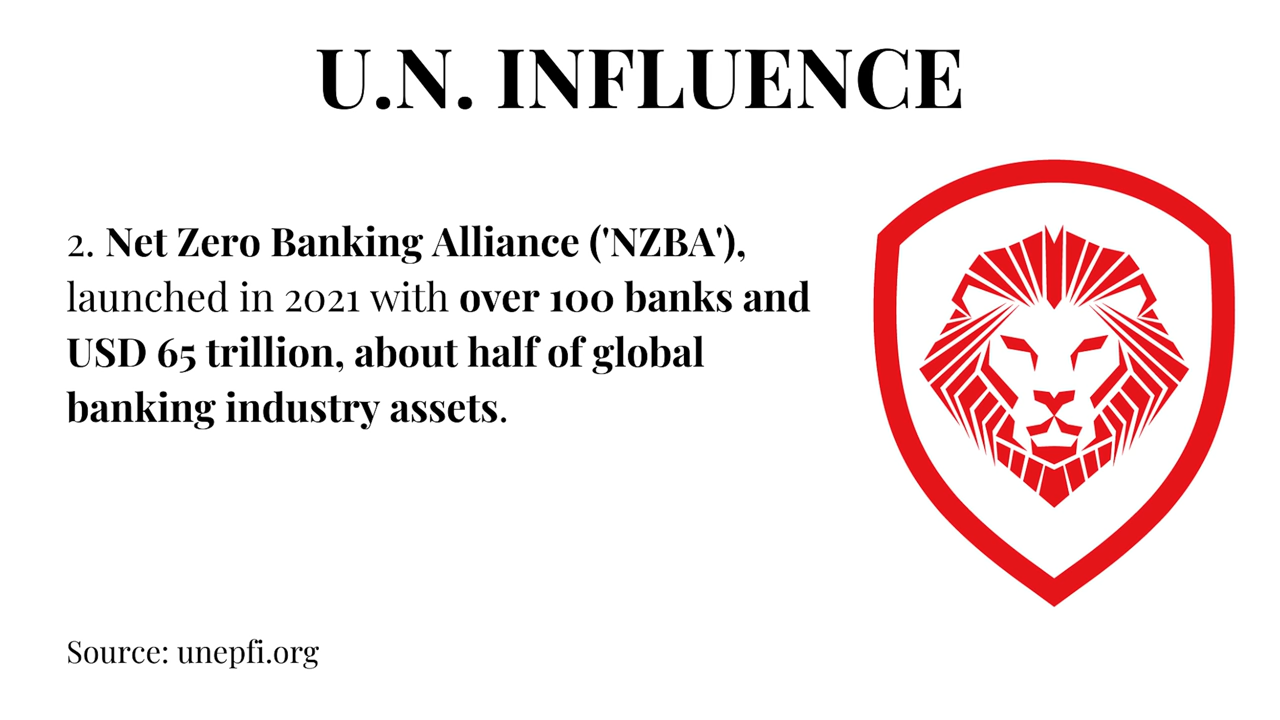 U.N. INFLUENCE
2. Net Zero Banking Alliance ('NZBA'),
launched in 2021 with over 100 banks and
USD 65 trillion, about half of global
banking industry assets.
Source: unepfi.org